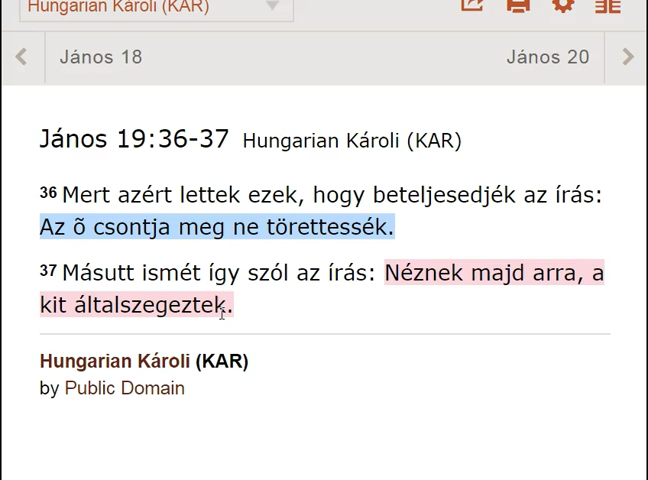 Hungarian Károli (KAR)
János 18 János 20
János 19:36-37 Hungarian Károli (KAR)
36 Mert azért lettek ezek, hogy beteljesedjék az írás:
Az õ csontja meg ne törettessék.
37 Másutt ismét így szól az írás: Néznek majd arra, a
kit általszegeztek.
Hungarian Károli (KAR)
by Public Domain